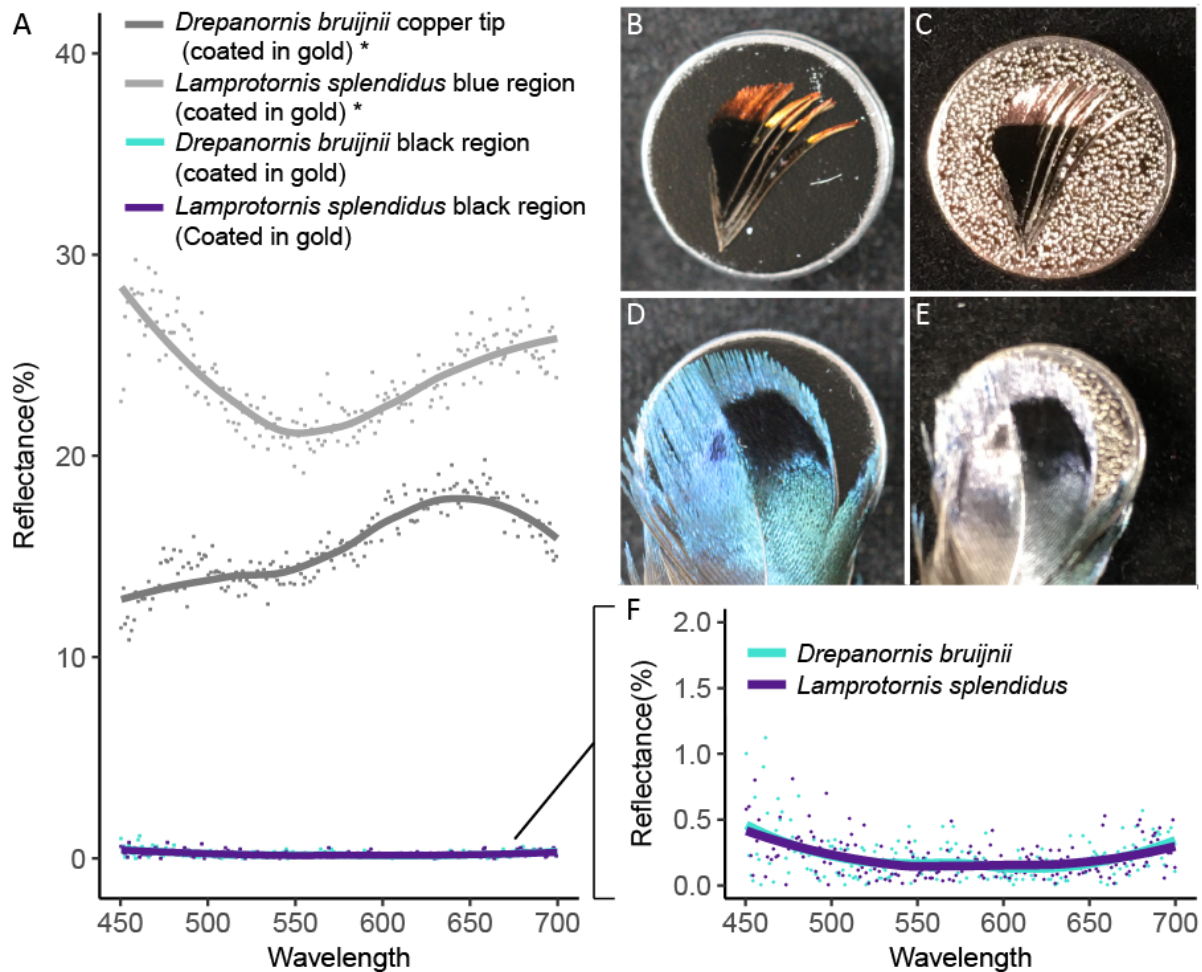 A
Drepanornis bruijnii copper tip
(coated in gold) *
Lamprotornis splendidus blue region
(coated in gold) *
Drepanornis bruijnii black region
(coated in gold)
Lamprotornis splendidus black region
(Coated in gold)
40
30
20
10
0
Reflectance(%)
450 500 550 600 650 700
Wavelength
B
C
D
E
F
2.0
1.5
1.0
0.5
0.0
Reflectance(%)
Drepanornis bruijnii
Lamprotornis splendidus
450 500 550 600 650 700
Wavelength